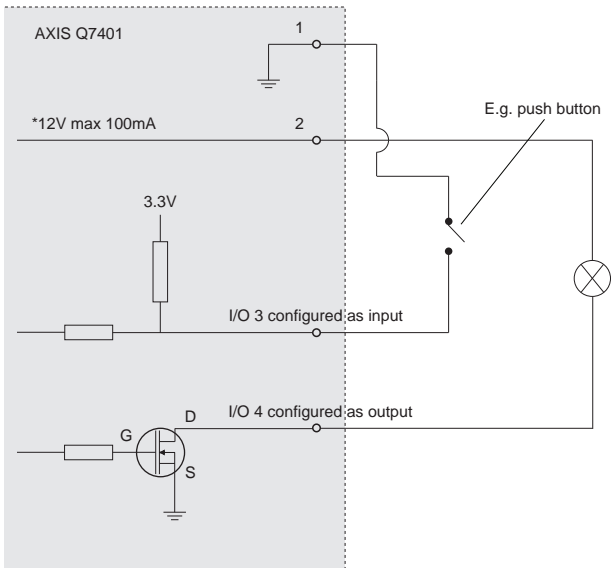 AXIS Q7401
1
*12V max 100mA
2
E.g. push button
3.3V
I/O 3 configured as input
I/O 4 configured as output
D
G
S